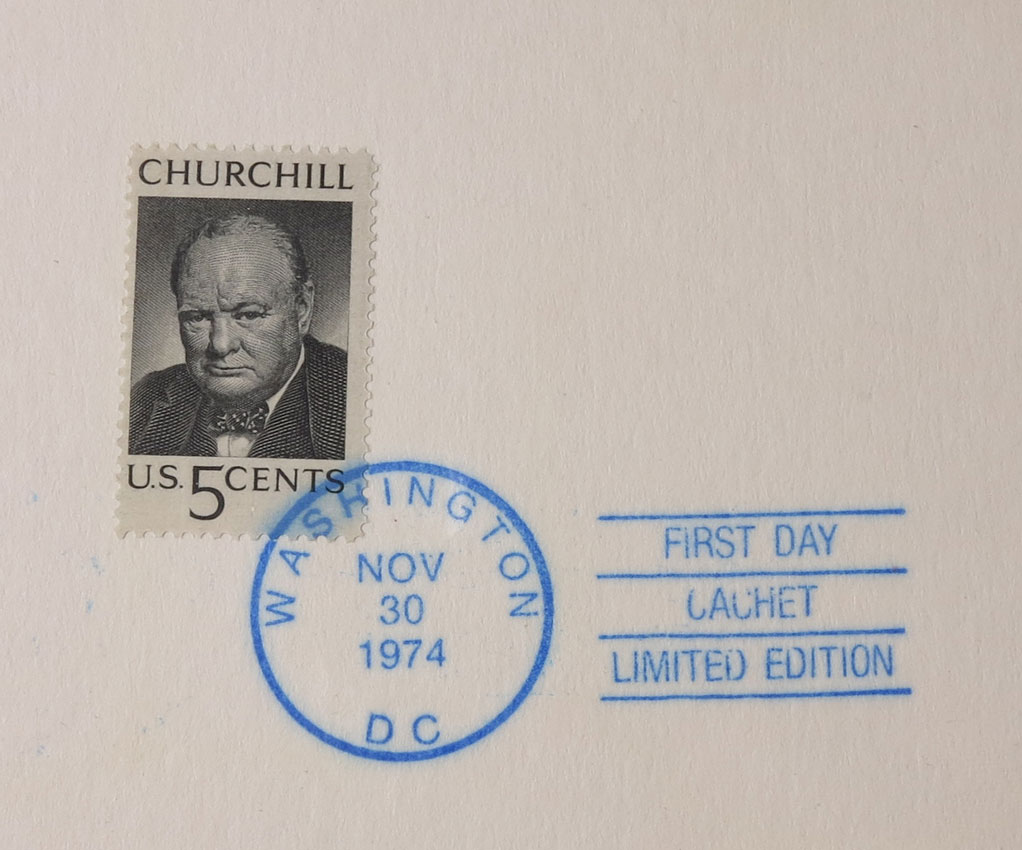 CHURCHILL
U.S. 5 CENTS
WASHINGTON
NOV
30
1974
DC
FIRST DAY
CACHET
LIMITED EDITION